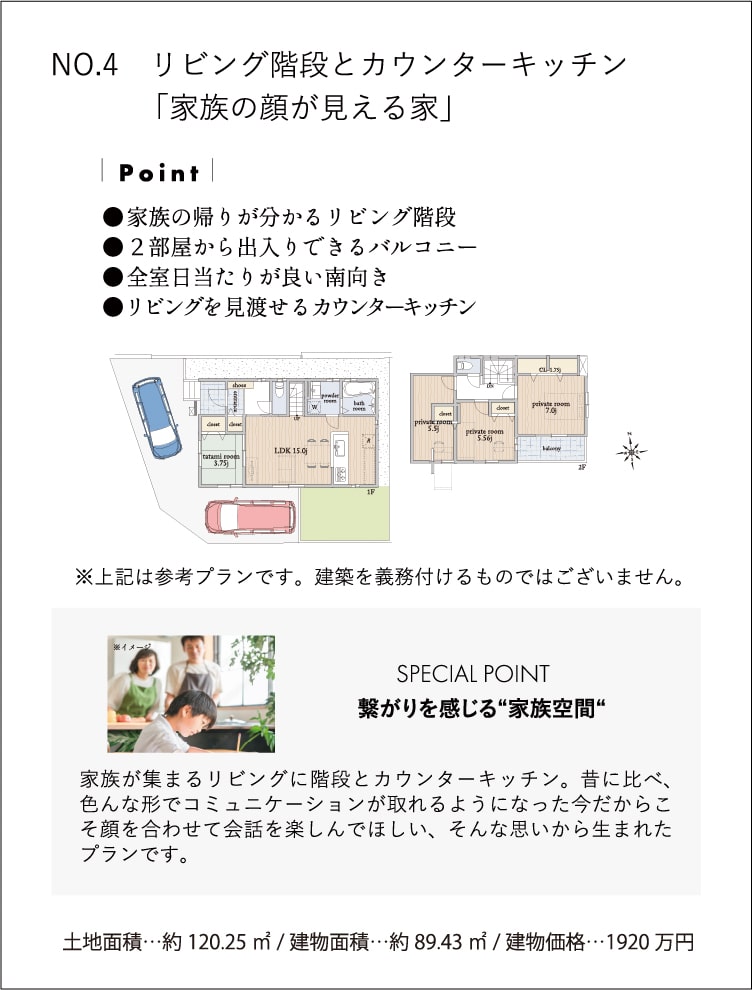 NO.4　リビング階段とカウンターキッチン
「家族の顔が見える家」
Point
●家族の帰りが分かるリビング階段
●２部屋から出入りできるバルコニー
●全室日当たりが良い南向き
●リビングを見渡せるカウンターキッチン
shoes
entrance
closet
closet
tatami room
3.75j
LDK 15.0j
UP
powder
room
W
bath
room
R
1F
CL-1.75j
DN
closet
closet
private room
5.5j
private room
5.56j
private room
7.0j
balcony
2F
N
※上記は参考プランです。建築を義務付けるものではございません。
※イメージ
SPECIAL POINT
繋がりを感じる“家族空間“
家族が集まるリビングに階段とカウンターキッチン。昔に比べ、
色んな形でコミュニケーションが取れるようになった今だからこ
そ顔を合わせて会話を楽しんでほしい、そんな思いから生まれた
プランです。
土地面積…約 120.25 ㎡ / 建物面積…約 89.43 ㎡ / 建物価格…1920 万円